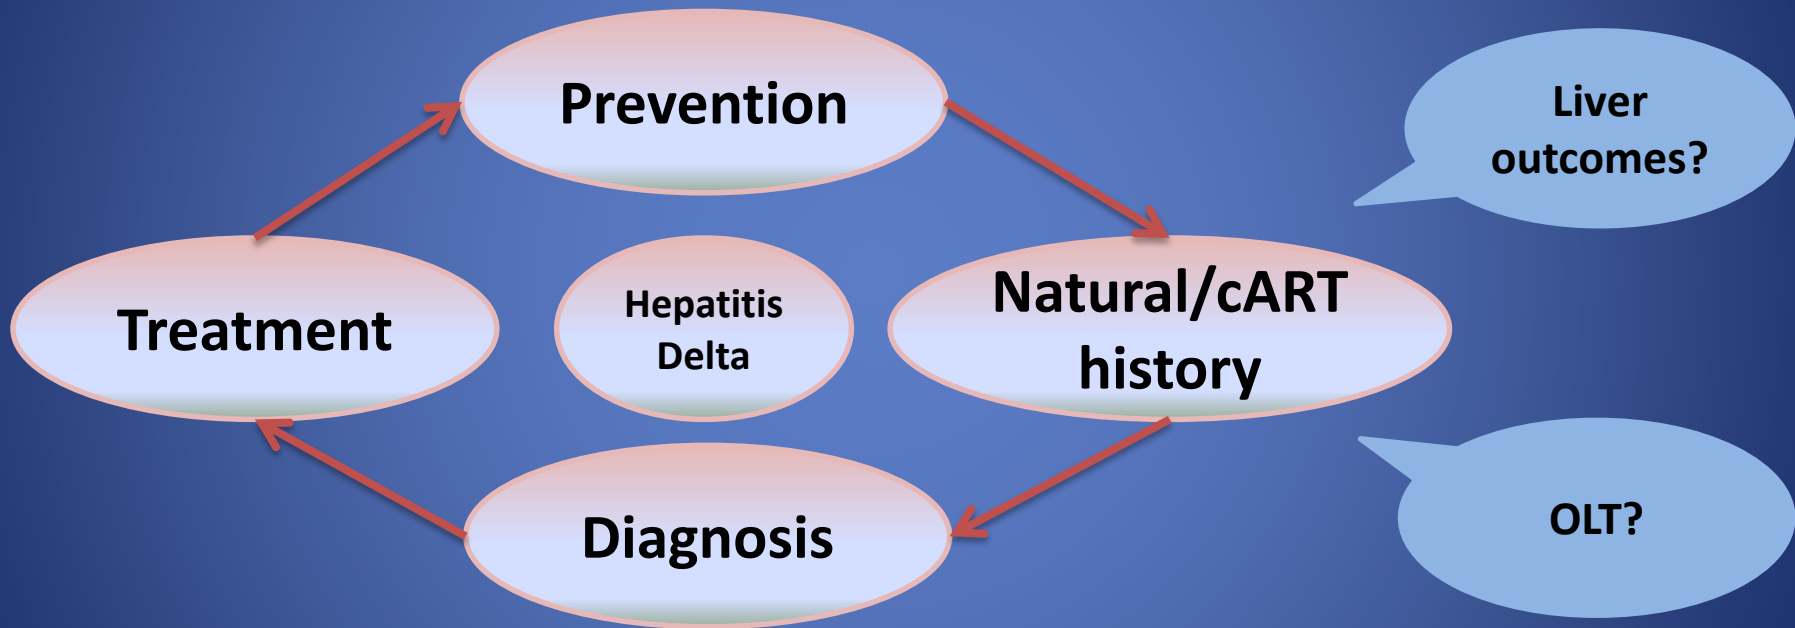 Prevention
Liver
outcomes?
Treatment
Hepatitis
Delta
Natural/cART
history
Diagnosis
OLT?